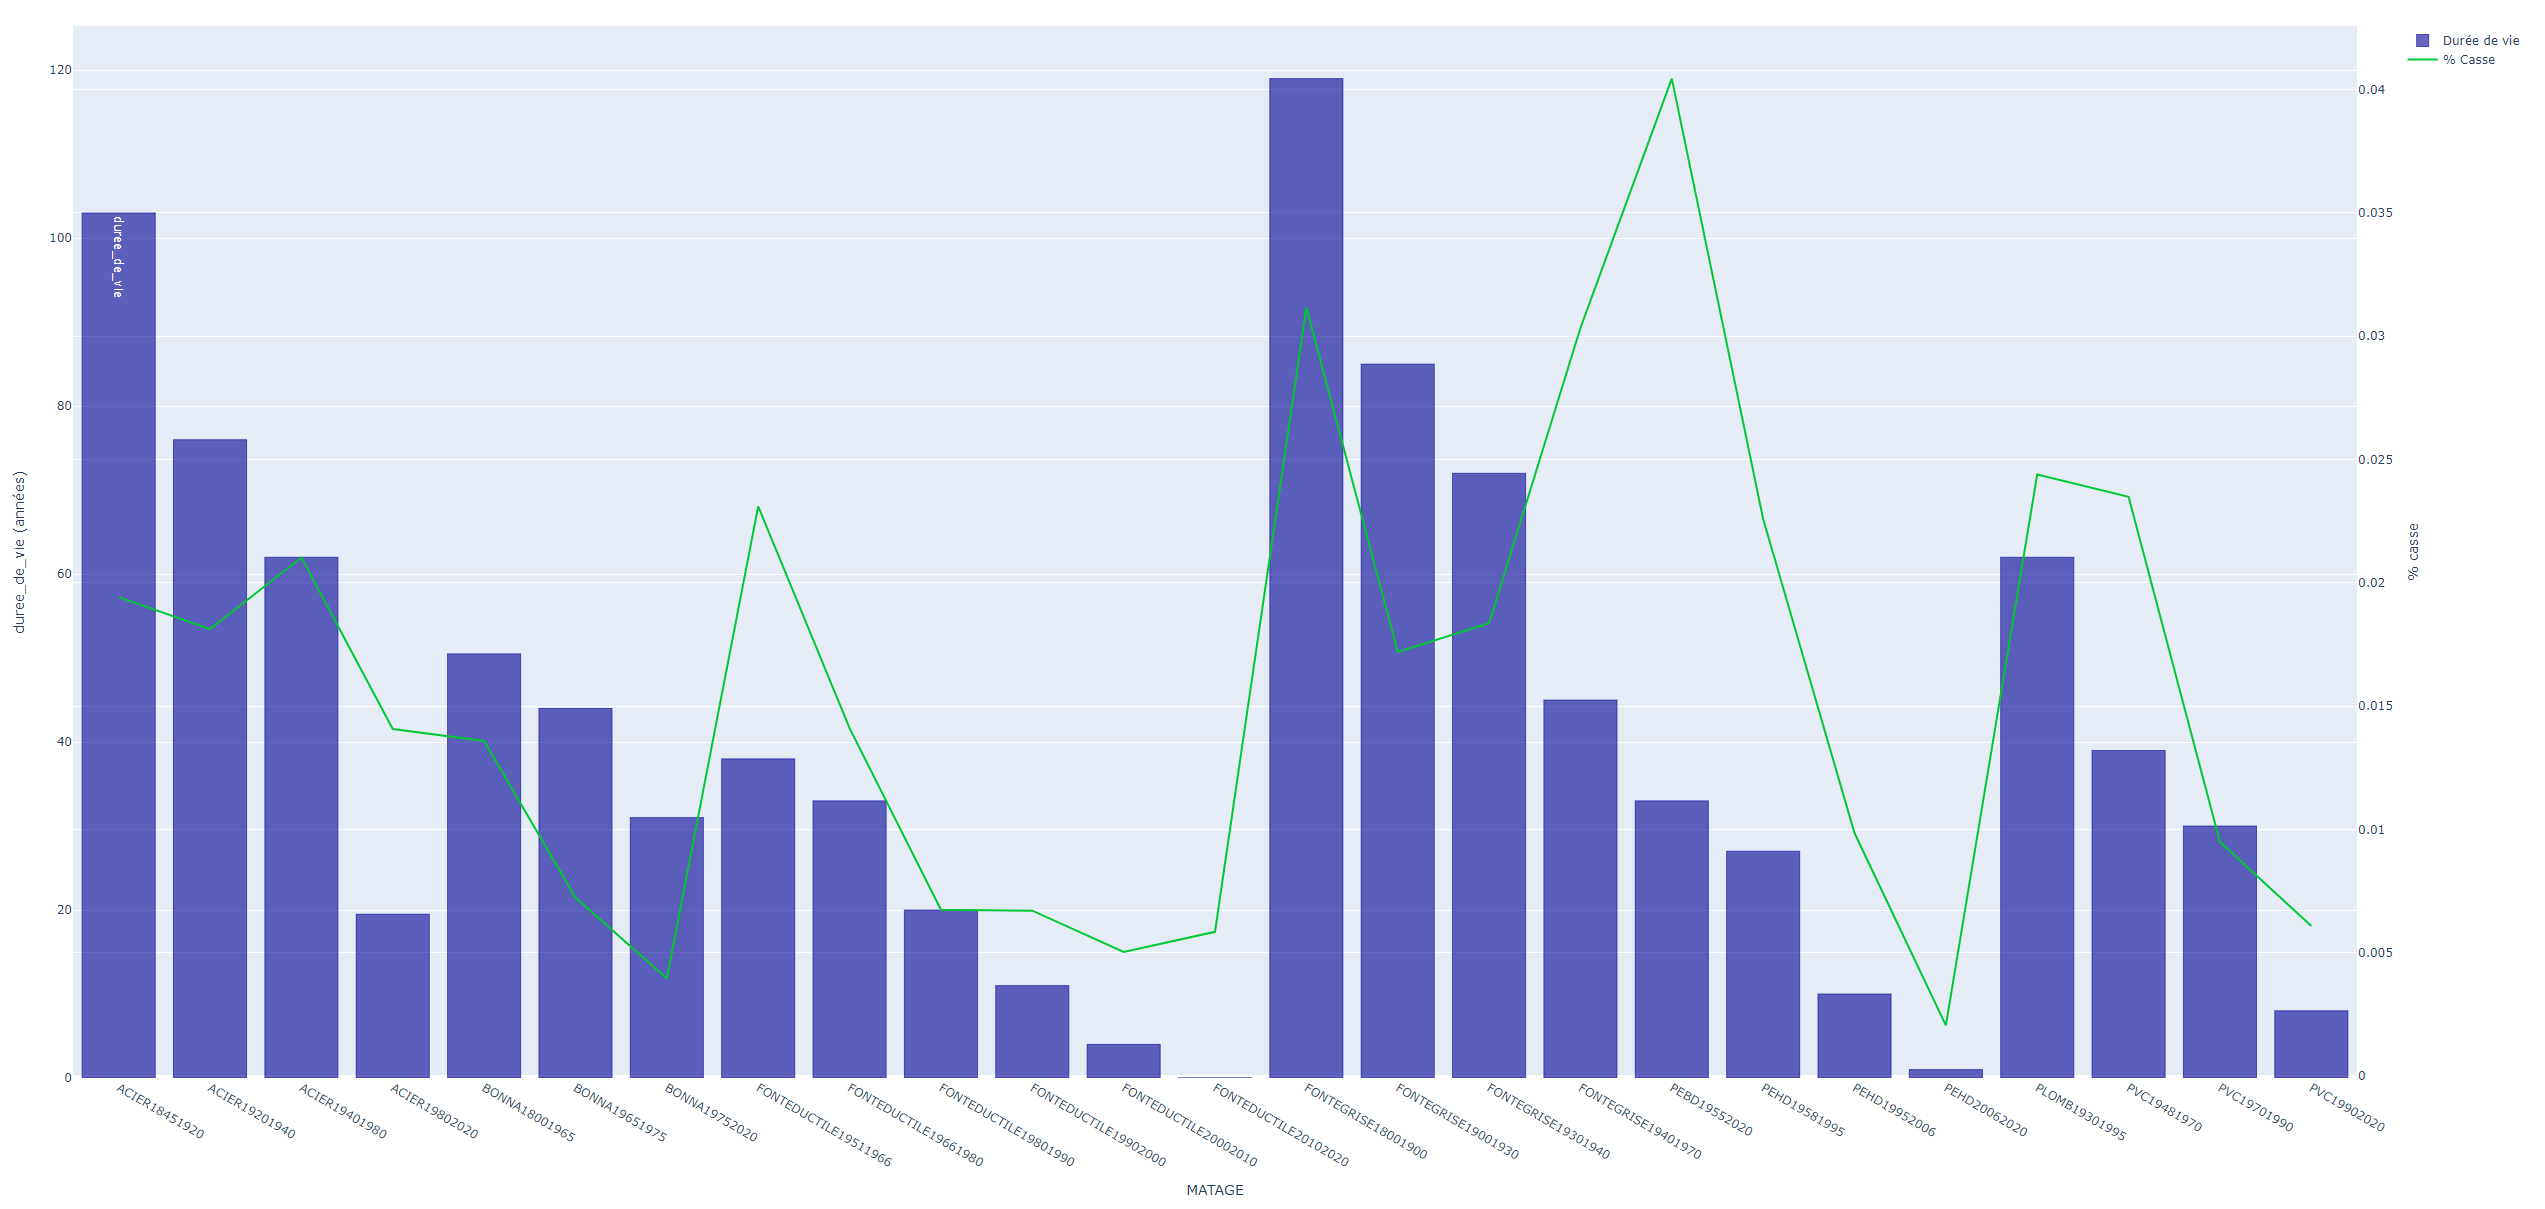 Durée de vie
% Casse
120
100
80
60
40
20
0
duree_de_vie (années)
duree_de_vie
0.04
0.035
0.03
0.025
0.02
0.015
0.01
0.005
0
% casse
ACIER18451920
ACIER19201940
ACIER19401980
ACIER19802020
BONNA18001965
BONNA19651975
BONNA19752020
FONTEDUCTILE19511966
FONTEDUCTILE19661980
FONTEDUCTILE19801990
FONTEDUCTILE19902000
FONTEDUCTILE20002010
FONTEDUCTILE20102020
FONTEGRISE18001900
FONTEGRISE19001930
FONTEGRISE19301940
FONTEGRISE19401970
PEBD19552020
PEHD19581995
PEHD19952006
PEHD20062020
PLOMB19301995
PVC19481970
PVC19701990
PVC19902020
MATAGE